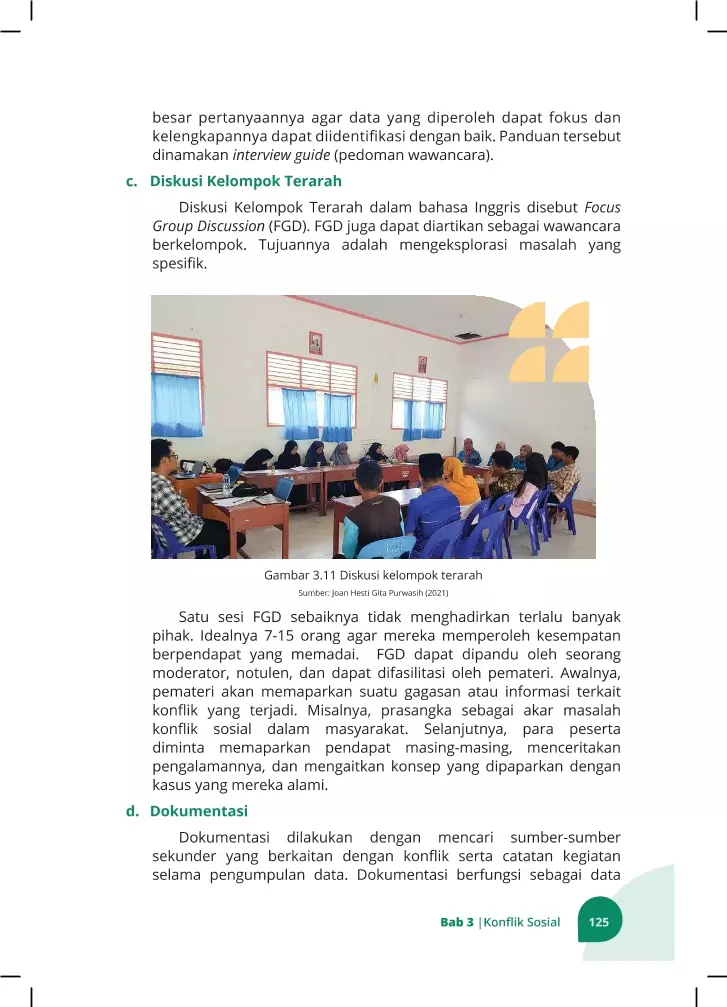 besar pertanyaannya agar data yang diperoleh dapat fokus dan
kelengkapannya dapat diidentifikasi dengan baik. Panduan tersebut
dinamakan interview guide (pedoman wawancara).
c. Diskusi Kelompok Terarah
Diskusi Kelompok Terarah dalam bahasa Inggris disebut Focus
Group Discussion (FGD). FGD juga dapat diartikan sebagai wawancara
berkelompok. Tujuannya adalah mengeksplorasi masalah yang
spesifik.
Gambar 3.11 Diskusi kelompok terarah
Sumber: Joan Hesti Gita Purwasih (2021)
Satu sesi FGD sebaiknya tidak menghadirkan terlalu banyak
pihak. Idealnya 7-15 orang agar mereka memperoleh kesempatan
berpendapat yang memadai. FGD dapat dipandu oleh seorang
moderator, notulen, dan dapat difasilitasi oleh pemateri. Awalnya,
pemateri akan memaparkan suatu gagasan atau informasi terkait
konflik yang terjadi. Misalnya, prasangka sebagai akar masalah
konflik sosial dalam masyarakat. Selanjutnya, para peserta
diminta memaparkan pendapat masing-masing, menceritakan
pengalamannya, dan mengaitkan konsep yang dipaparkan dengan
kasus yang mereka alami.
d. Dokumentasi
Dokumentasi dilakukan dengan mencari sumber-sumber
sekunder yang berkaitan dengan konflik serta catatan kegiatan
selama pengumpulan data. Dokumentasi berfungsi sebagai data
Bab 3 |Konflik Sosial 125